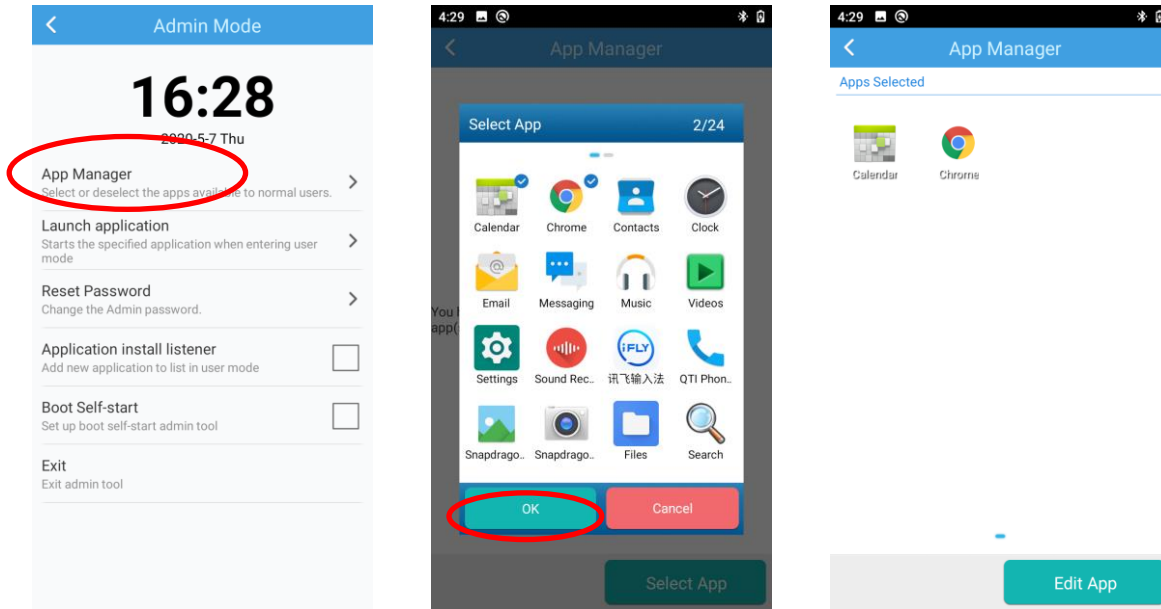 Admin Mode
16:28
2020-5-7 Thu
App Manager
Select or deselect the apps available to normal users.
Launch application
Starts the specified application when entering user
mode
Reset Password
Change the Admin password.
Application install listener
Add new application to list in user mode
Boot Self-start
Set up boot self-start admin tool
Exit
Exit admin tool
4:29
App Manager
Select App 2/24
Calendar Chrome Contacts Clock
Email Messaging Music Videos
You
app(
Settings Sound Rec.. 讯飞输入法 QTI Phon..
iFLY
Snapdrago.. Snapdrago.. Files Search
OK Cancel
Select App
4:29
App Manager
Apps Selected
Calendar Chrome
Edit App